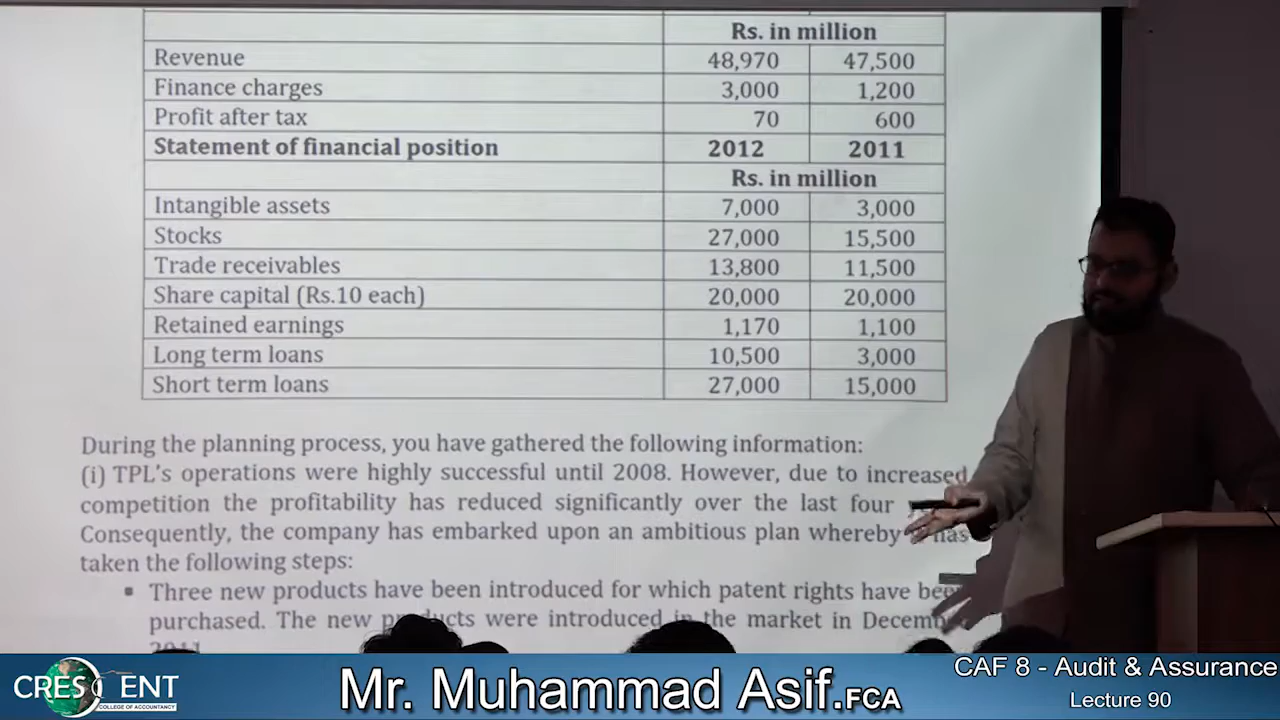 Rs. in million
Revenue 48,970 47,500
Finance charges 3,000 1,200
Profit after tax 70 600
Statement of financial position 2012 2011
Rs. in million
Intangible assets 7,000 3,000
Stocks 27,000 15,500
Trade receivables 13,800 11,500
Share capital (Rs.10 each) 20,000 20,000
Retained earnings 1,170 1,100
Long term loans 10,500 3,000
Short term loans 27,000 15,000
During the planning process, you have gathered the following information:
(i) TPL's operations were highly successful until 2008. However, due to increased
competition the profitability has reduced significantly over the last four
Consequently, the company has embarked upon an ambitious plan whereby has
taken the following steps:
▪ Three new products have been introduced for which patent rights have been
purchased. The new products were introduced in the market in
2011
CRESCENT
COLLEGE OF ACCOUNTANCY
Mr. Muhammad Asif.FCA
CAF 8 - Audit & Assurance
Lecture 90